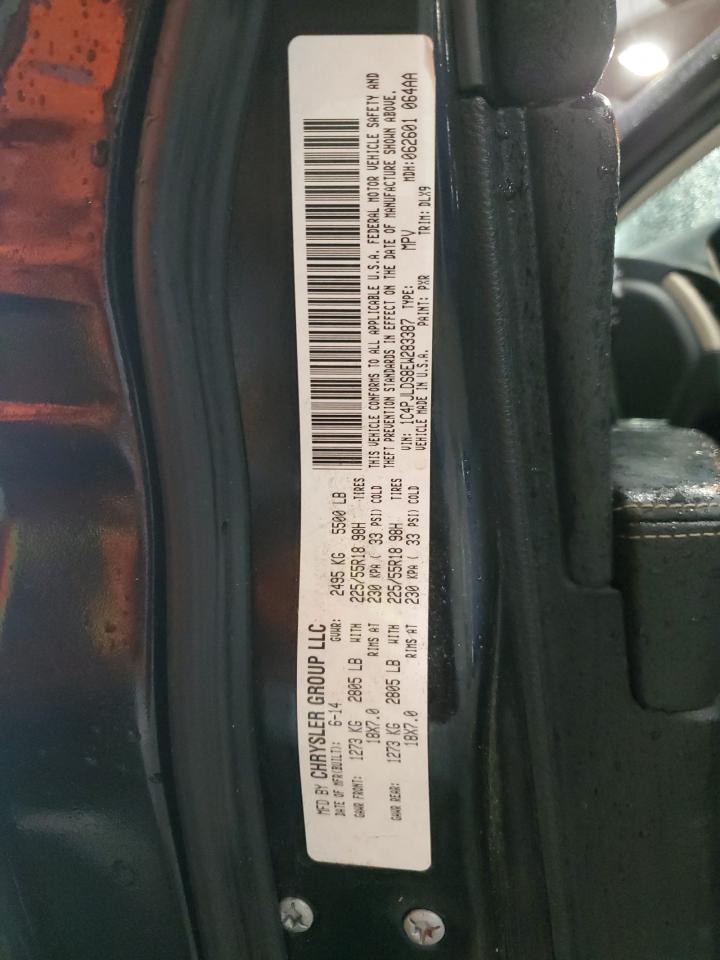 MFD BY CHRYSLER GROUP LLC
DATE OF MFR(BUILT): 6-14 GVWR: 2495 KG 5500 LB
GAWR FRONT: 1273 KG 2805 LB WITH 225/55R18 98H TIRES
18X7.0 RIMS AT 230 KPA ( 33 PSI) COLD
GAWR REAR: 1273 KG 2805 LB WITH 225/55R18 98H TIRES
18X7.0 RIMS AT 230 KPA ( 33 PSI) COLD
THIS VEHICLE CONFORMS TO ALL APPLICABLE U.S.A. FEDERAL MOTOR VEHICLE SAFETY AND
THEFT PREVENTION STANDARDS IN EFFECT ON THE DATE OF MANUFACTURE SHOWN ABOVE.
VIN: 1C4PJLDS8EW283387 TYPE: MPV MDH:062601 064AA
VEHICLE MADE IN U.S.A. PAINT: PXR TRIM: DLX9